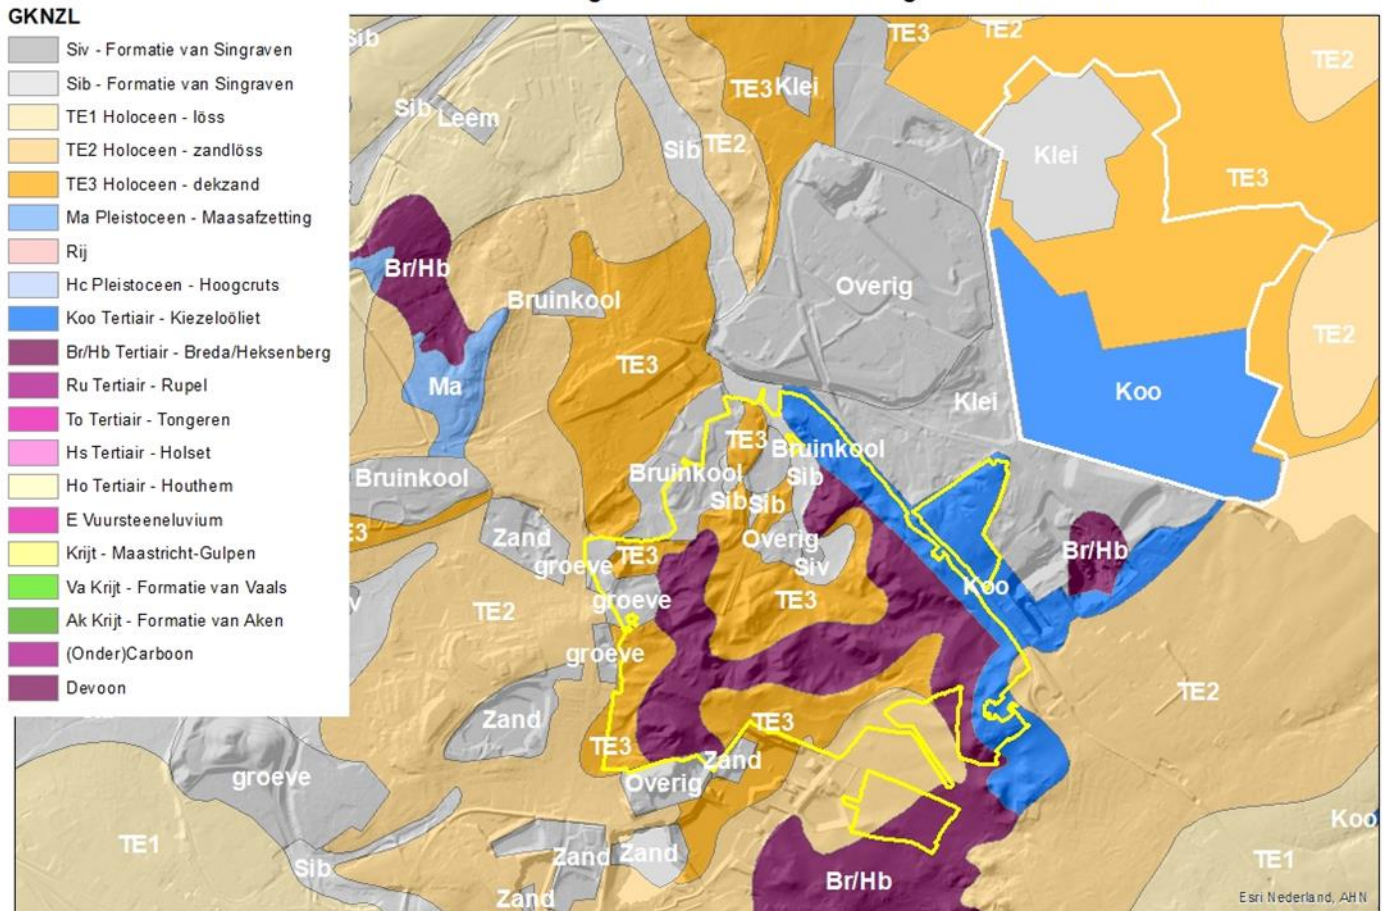 GKNZL
Siv - Formatie van Singraven
Sib - Formatie van Singraven
TE1 Holoceen - löss
TE2 Holoceen - zandlöss
TE3 Holoceen - dekzand
Ma Pleistoceen - Maasafzetting
Rij
Hc Pleistoceen - Hoogcruts
Koo Tertiair - Kiezeloöliet
Br/Hb Tertiair - Breda/Heksenberg
Ru Tertiair - Rupel
To Tertiair - Tongeren
Hs Tertiair - Holset
Ho Tertiair - Houthem
E Vuursteeneluvium
Krijt - Maastricht-Gulpen
Va Krijt - Formatie van Vaals
Ak Krijt - Formatie van Aken
(Onder)Carboon
Devoon
Sib
TE3
TE2
TE2
TE3
Klei
Sib
Leem
Sib
TE2
Klei
TE3
Br/Hb
Bruinkool
Overig
TE2
TE3
Ma
Koo
Klei
TE3
Bruinkool
Bruinkool
Bruinkool
Sib
Sib
Sib
Zand
Overig
TE3
groeve
Siv
Br/Hb
Koo
groeve
TE3
TE2
groeve
TE2
Zand
TE3
TE3
Zand
Overig
groeve
Koo
TE1
Zand
Zand
TE1
Sib
Br/Hb
Zand
Esri Nederland, AHN